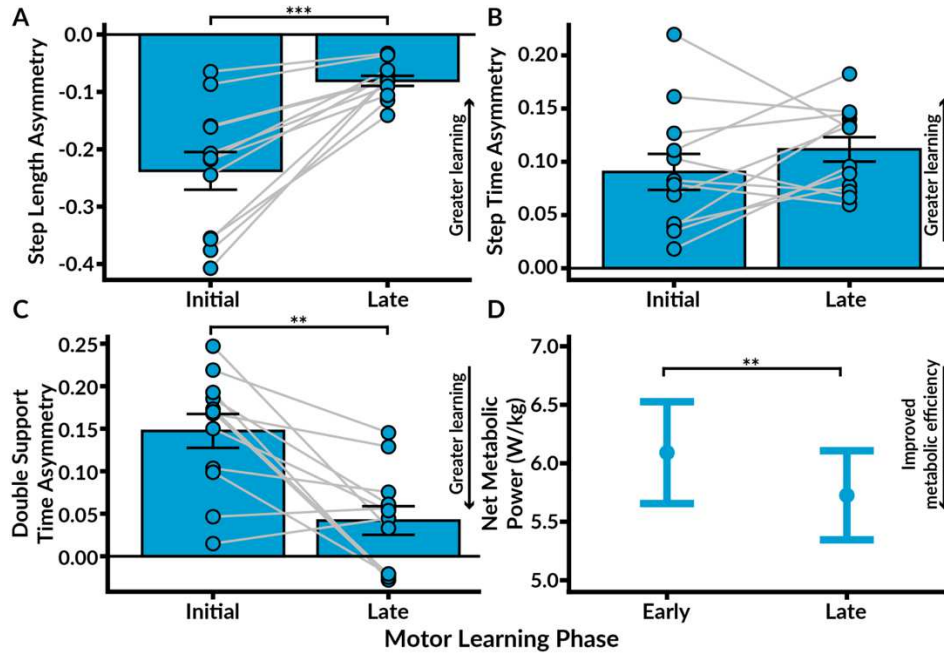 A
***
Step Length Asymmetry
0.0
-0.1
-0.2
-0.3
-0.4
Greater learning
Initial
Late
B
Step Time Asymmetry
0.20
0.15
0.10
0.05
0.00
Greater learning
Initial
Late
C
**
Double Support
Time Asymmetry
0.25
0.20
0.15
0.10
0.05
0.00
Greater learning
Initial
Late
D
**
Net Metabolic
Power (W/kg)
7.0
6.5
6.0
5.5
5.0
Improved
metabolic efficiency
Early
Late
Motor Learning Phase